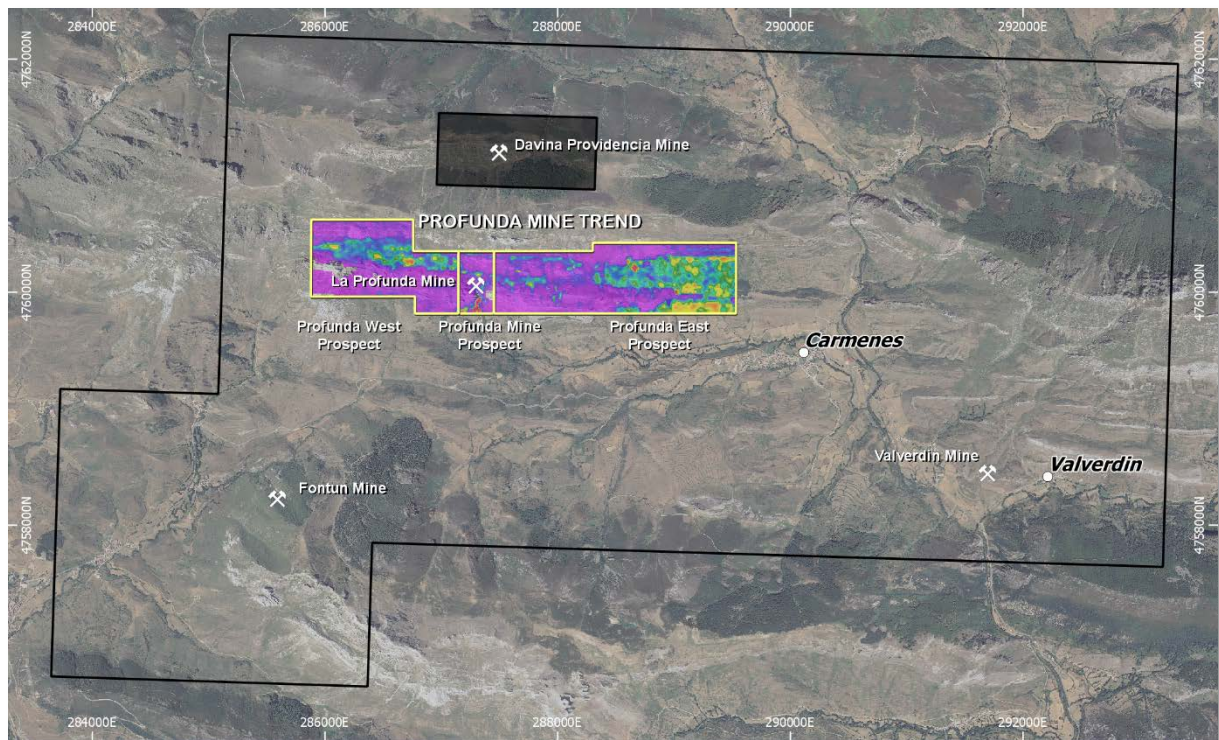 284000E
286000E
288000E
290000E
292000E
4762000N
4762000N
Davina Providencia Mine
PROFUNDA MINE TREND
La Profunda Mine
4760000N
4760000N
Profunda West
Prospect
Profunda Mine
Prospect
Profunda East
Prospect
Carmenes
Valverdin Mine
Valverdin
Fontun Mine
4758000N
4758000N
284000E
286000E
288000E
290000E
292000E